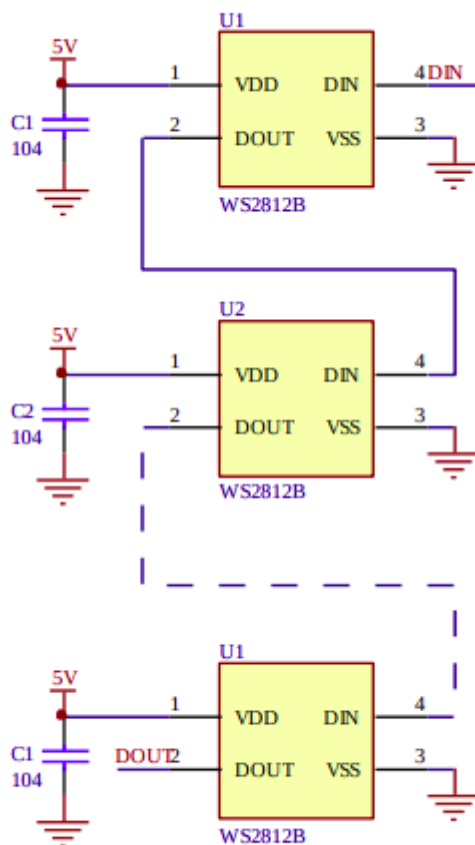 U1
5V
1 VDD DIN 4 DIN
C1
104
2 DOUT VSS 3
WS2812B
U2
5V
1 VDD DIN 4
C2
104
2 DOUT VSS 3
WS2812B
U1
5V
1 VDD DIN 4
C1
104
DOUT 2 DOUT VSS 3
WS2812B